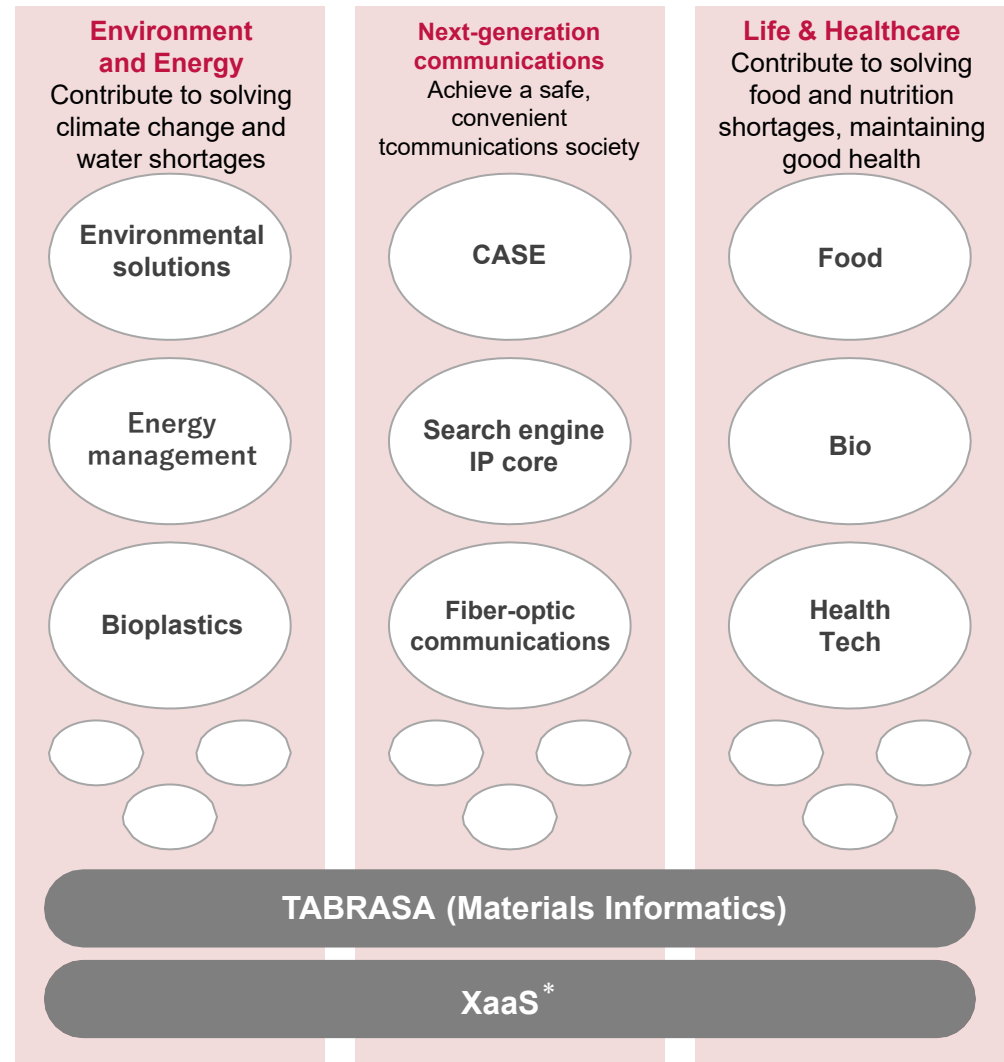 Environment
and Energy
Contribute to solving
climate change and
water shortages
Environmental
solutions
Energy
management
Bioplastics
Next-generation
communications
Achieve a safe,
convenient
tcommunications society
CASE
Search engine
IP core
Fiber-optic
communications
Life & Healthcare
Contribute to solving
food and nutrition
shortages, maintaining
good health
Food
Bio
Health
Tech
TABRASA (Materials Informatics)
XaaS*